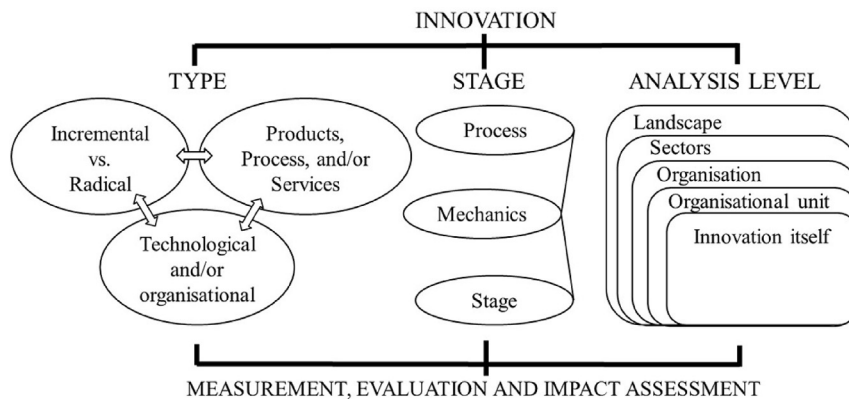 INNOVATION
TYPE
STAGE
ANALYSIS LEVEL
Incremental
vs.
Radical
Products,
Process, and/or
Services
Technological
and/or
organisational
Process
Mechanics
Stage
Landscape
Sectors
Organisation
Organisational unit
Innovation itself
MEASUREMENT, EVALUATION AND IMPACT ASSESSMENT